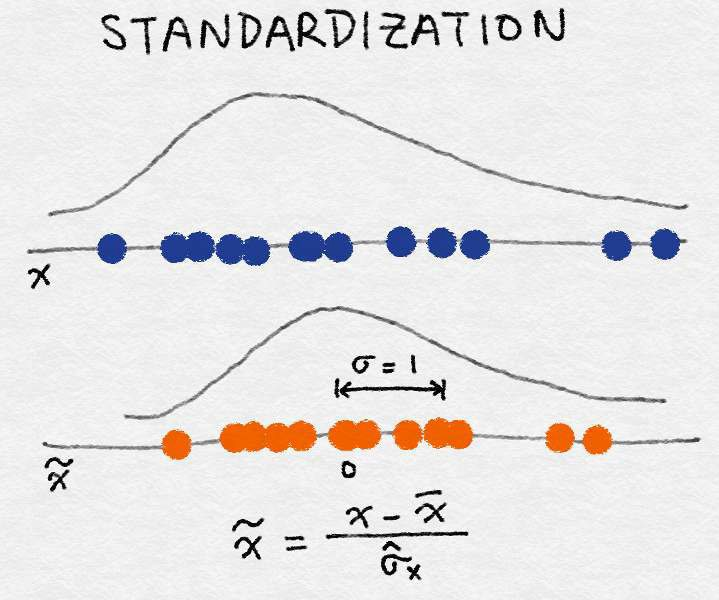 STANDARDIZATION
x
σ = 1
x̃
0
x̃ = (x - x̄) / σ̂x